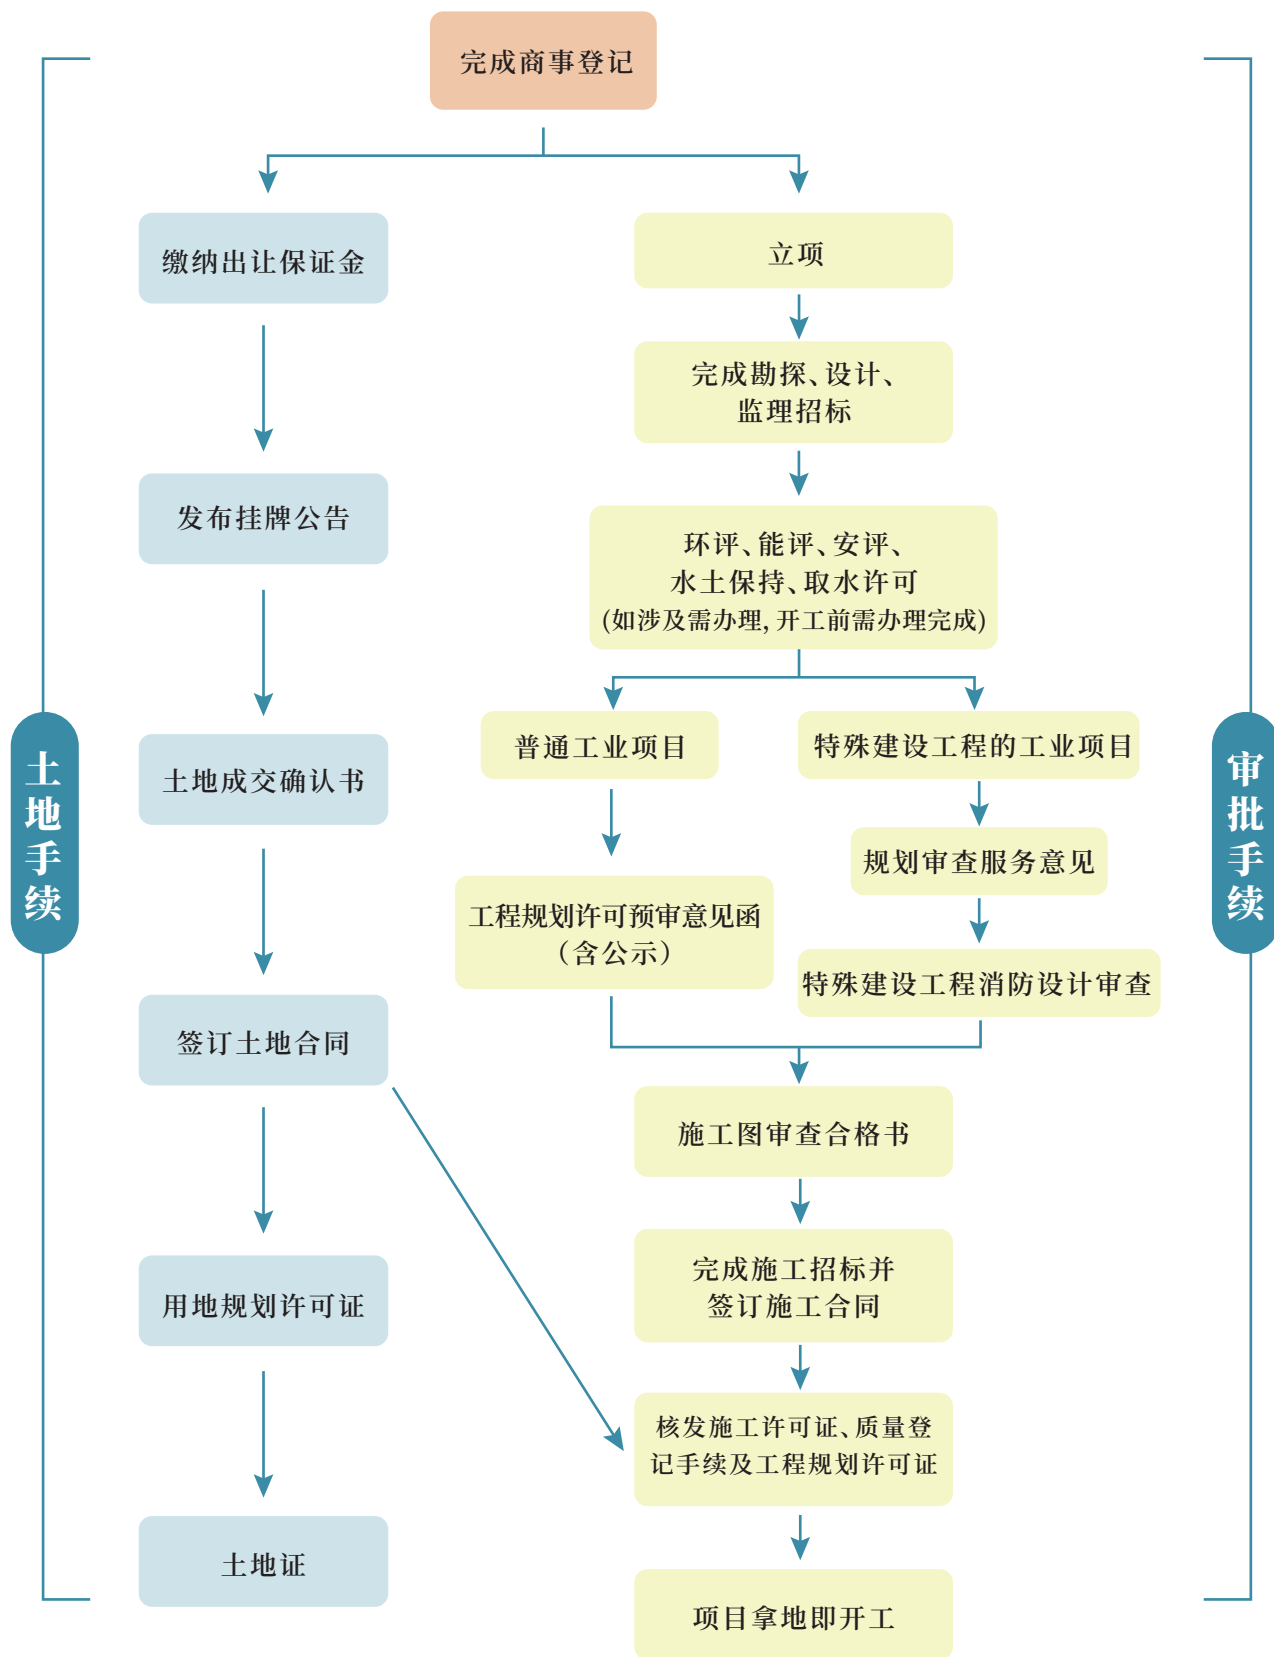 完成商事登记
土地手续
缴纳出让保证金
发布挂牌公告
土地成交确认书
签订土地合同
用地规划许可证
土地证
立项
完成勘探、设计、
监理招标
环评、能评、安评、
水土保持、取水许可
(如涉及需办理, 开工前需办理完成)
普通工业项目
工程规划许可预审意见函
（含公示）
特殊建设工程的工业项目
规划审查服务意见
特殊建设工程消防设计审查
施工图审查合格书
完成施工招标并
签订施工合同
核发施工许可证、质量登
记手续及工程规划许可证
项目拿地即开工
审批手续